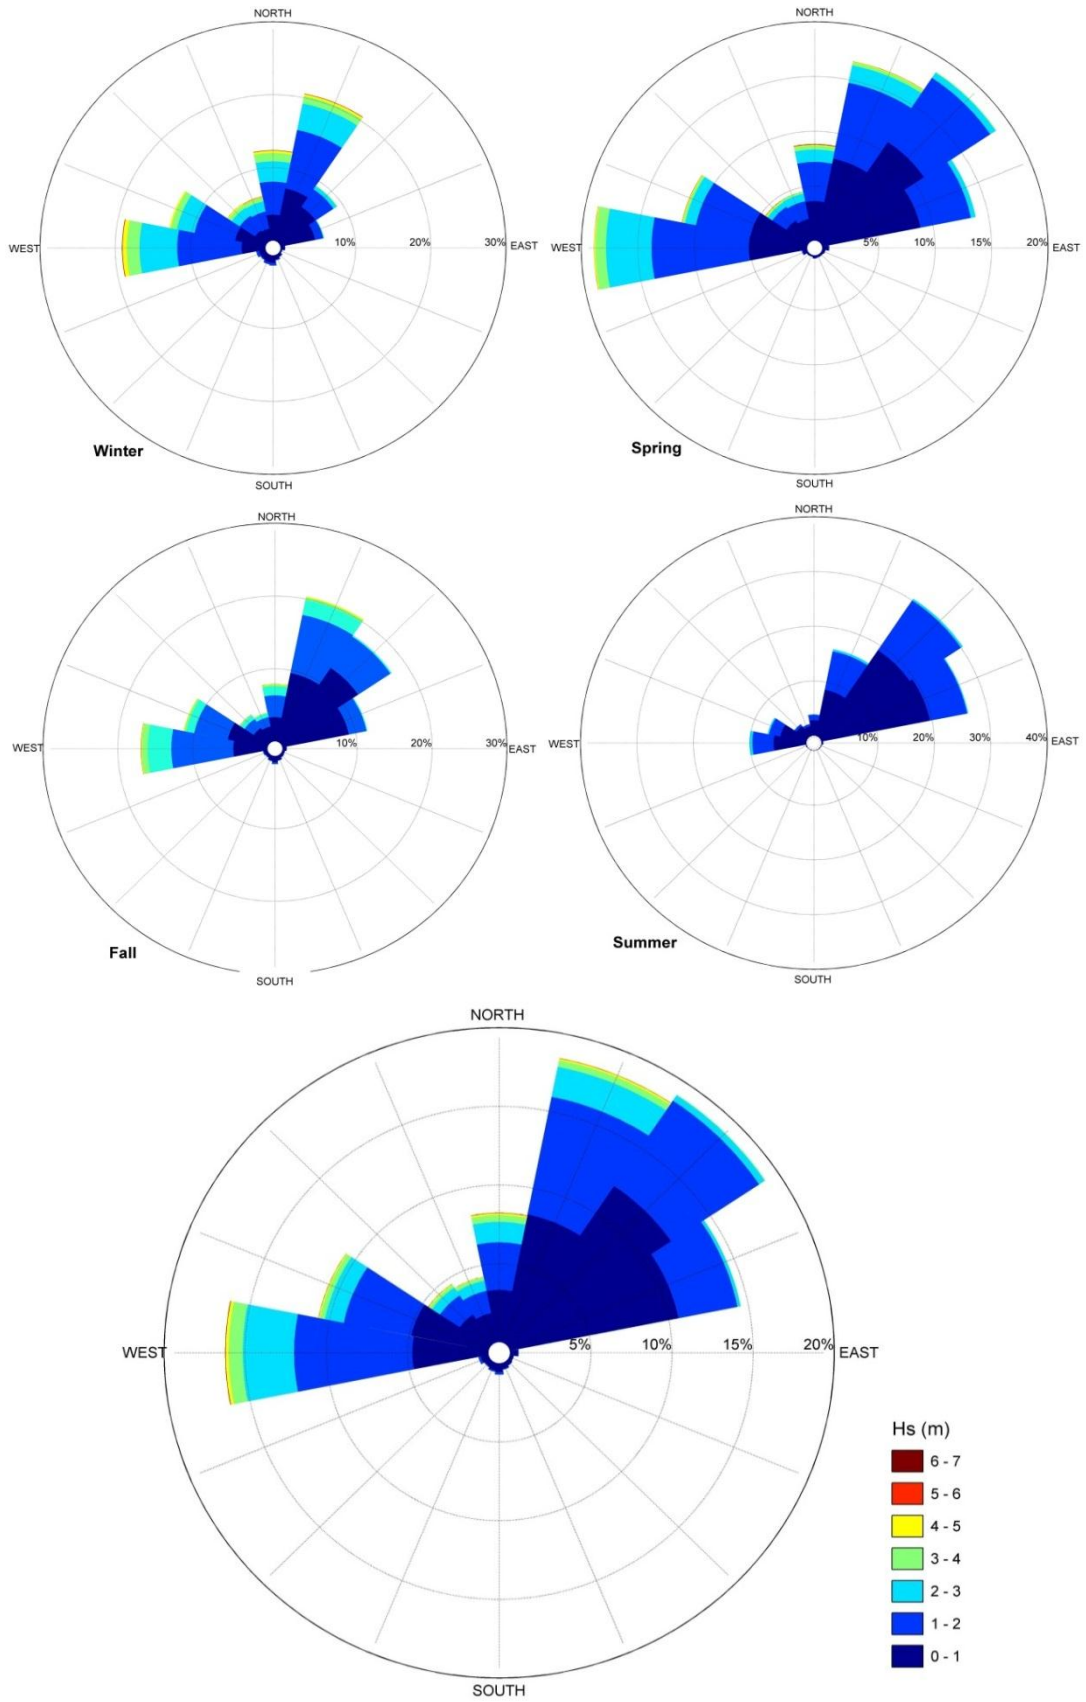 NORTH
NORTH
WEST
10%
20%
30%
EAST
WEST
5%
10%
15%
20%
EAST
Winter
Spring
SOUTH
SOUTH
NORTH
NORTH
WEST
10%
20%
30%
EAST
WEST
10%
20%
30%
40%
EAST
Fall
Summer
SOUTH
SOUTH
NORTH
WEST
5%
10%
15%
20%
EAST
SOUTH
Hs (m)
6 - 7
5 - 6
4 - 5
3 - 4
2 - 3
1 - 2
0 - 1